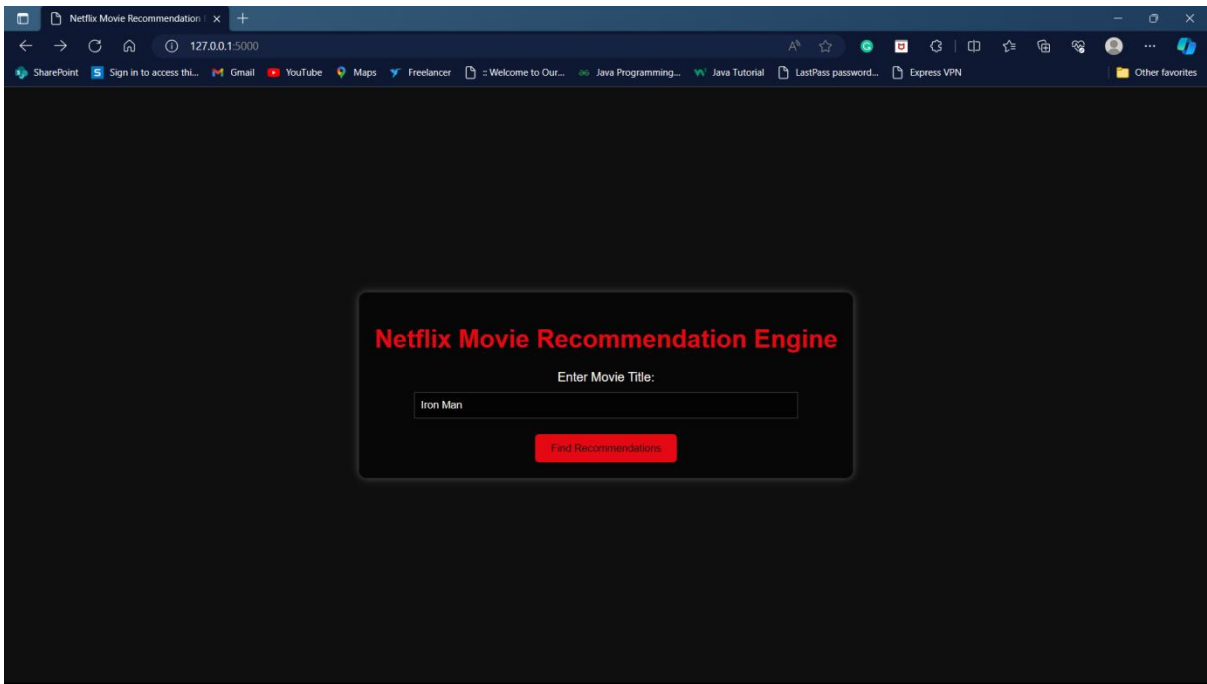 Netflix Movie Recommendation
127.0.0.1:5000
SharePoint Sign in to access thi... Gmail YouTube Maps Freelancer :: Welcome to Our... Java Programming... Java Tutorial LastPass password... Express VPN Other favorites
Netflix Movie Recommendation Engine
Enter Movie Title:
Iron Man
Find Recommendations